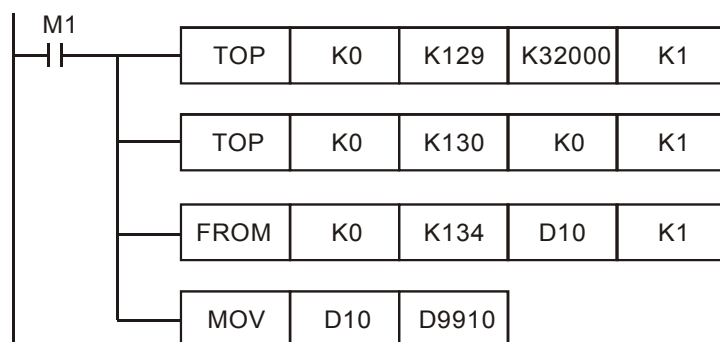 M1
TOP K0 K129 K32000 K1
TOP K0 K130 K0 K1
FROM K0 K134 D10 K1
MOV D10 D9910